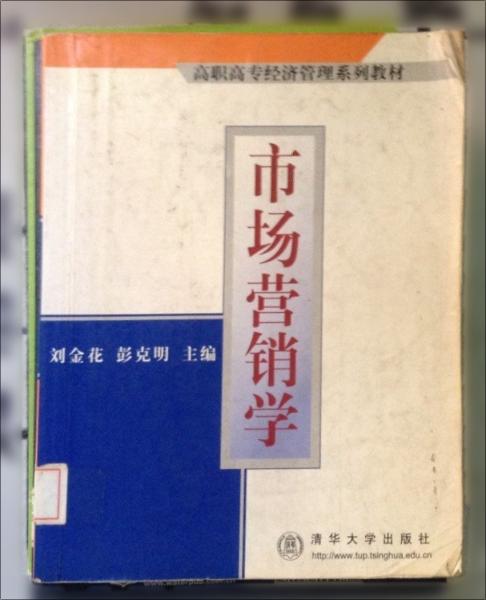 高职高专经济管理系列教材
市场营销学
刘金花 彭克明 主编
清华大学出版社
http://www.tup.tsinghua.edu.cn